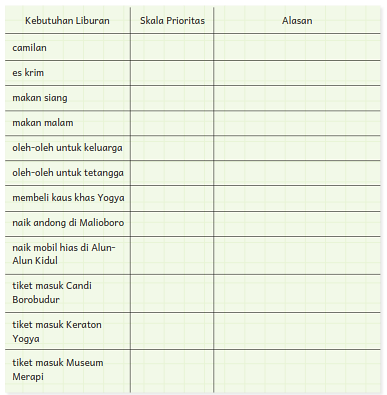 Kebutuhan Liburan Skala Prioritas Alasan
camilan
es krim
makan siang
makan malam
oleh-oleh untuk keluarga
oleh-oleh untuk tetangga
membeli kaus khas Yogya
naik andong di Malioboro
naik mobil hias di Alun-
Alun Kidul
tiket masuk Candi
Borobudur
tiket masuk Keraton
Yogya
tiket masuk Museum
Merapi